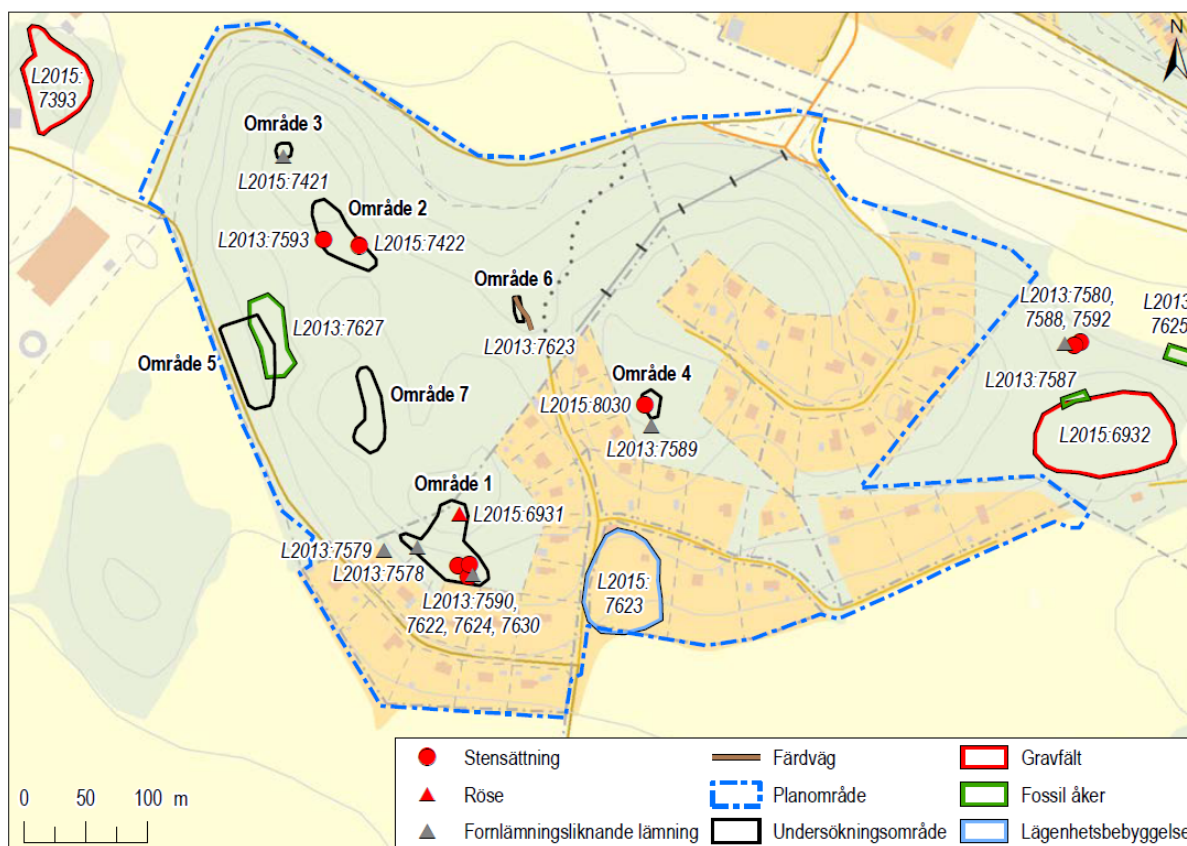 N
L2015:
7393
Område 3
L2015:7421
Område 2
L2013:7593
L2015:7422
Område 6
L2013:7623
L2013:7627
Område 5
Område 7
Område 4
L2015:8030
L2013:7589
L2013:7580,
7588, 7592
L2013
7625
L2013:7587
L2015:6932
Område 1
L2015:6931
L2013:7579
L2013:7578
L2013:7590,
7622, 7624, 7630
L2015:
7623
0 50 100 m
Stensättning
Röse
Fornlämningsliknande lämning
Färdväg
Planområde
Undersökningsområde
Gravfält
Fossil åker
Lägenhetsbebyggelse